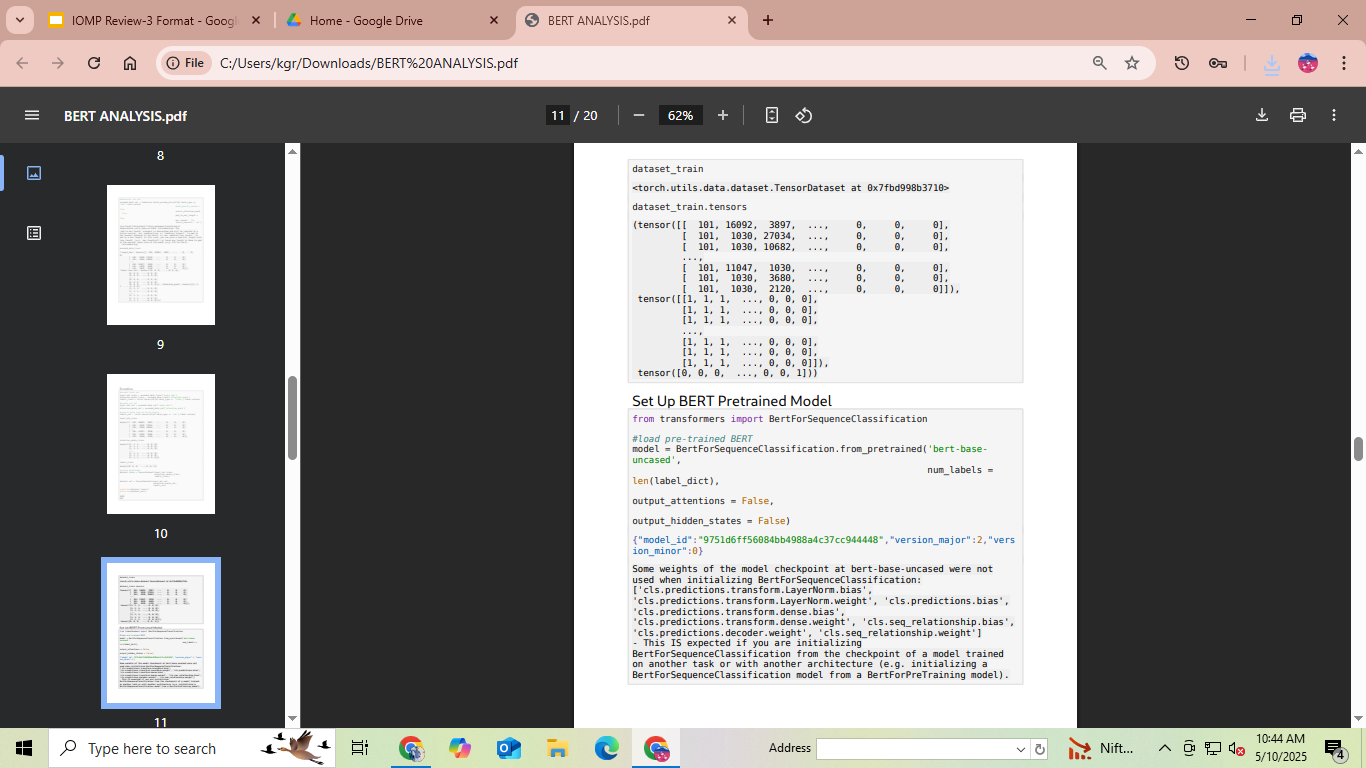 IOMP Review-3 Format - Googl
Home - Google Drive
BERT ANALYSIS.pdf
File
C:/Users/kgr/Downloads/BERT%20ANALYSIS.pdf
BERT ANALYSIS.pdf
11 / 20
62%
8
9
10
11
dataset_train
<torch.utils.data.dataset.TensorDataset at 0x7fbd998b3710>
dataset_train.tensors
(tensor([[  101, 16092,  3897,  ...,     0,     0,     0],
[  101,  1030, 27034,  ...,     0,     0,     0],
[  101,  1030, 10682,  ...,     0,     0,     0],
...,
[  101, 11047,  1030,  ...,     0,     0,     0],
[  101,  1030,  3680,  ...,     0,     0,     0],
[  101,  1030,  2120,  ...,     0,     0,     0]]),
tensor([[1, 1, 1,  ..., 0, 0, 0],
[1, 1, 1,  ..., 0, 0, 0],
[1, 1, 1,  ..., 0, 0, 0],
...,
[1, 1, 1,  ..., 0, 0, 0],
[1, 1, 1,  ..., 0, 0, 0],
[1, 1, 1,  ..., 0, 0, 0]]),
tensor([0, 0, 0,  ..., 0, 0, 1]))
Set Up BERT Pretrained Model
from transformers import BertForSequenceClassification
#load pre-trained BERT
model = BertForSequenceClassification.from_pretrained('bert-base-
uncased',
num_labels =
len(label_dict),
output_attentions = False,
output_hidden_states = False)
{"model_id":"9751d6ff56084bb4988a4c37cc944448","version_major":2,"vers
ion_minor":0}
Some weights of the model checkpoint at bert-base-uncased were not
used when initializing BertForSequenceClassification:
['cls.predictions.transform.LayerNorm.bias',
'cls.predictions.transform.LayerNorm.weight', 'cls.predictions.bias',
'cls.predictions.transform.dense.bias',
'cls.predictions.transform.dense.weight', 'cls.seq_relationship.bias',
'cls.predictions.decoder.weight', 'cls.seq_relationship.weight']
- This IS expected if you are initializing
BertForSequenceClassification from the checkpoint of a model trained
on another task or with another architecture (e.g. initializing a
BertForSequenceClassification model from a BertForPreTraining model).
Type here to search
Address
Nift...
10:44 AM
5/10/2025
4